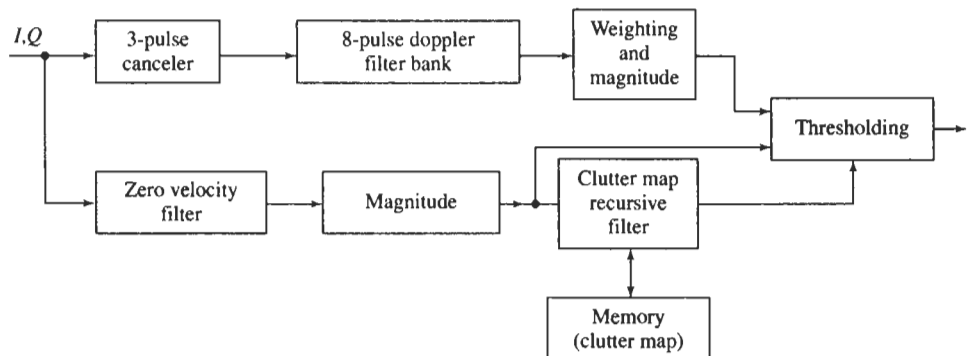 I,Q
3-pulse
canceler
8-pulse doppler
filter bank
Weighting
and
magnitude
Thresholding
Zero velocity
filter
Magnitude
Clutter map
recursive
filter
Memory
(clutter map)